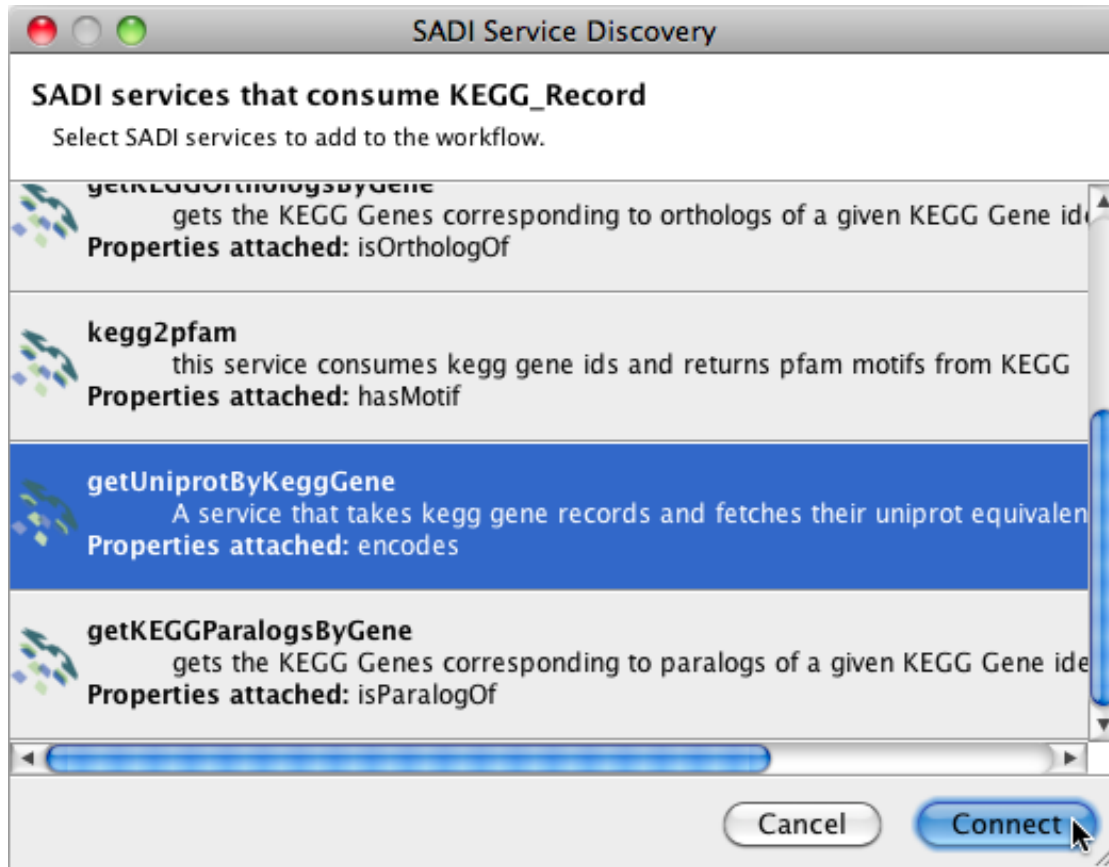 SADI Service Discovery
SADI services that consume KEGG_Record
Select SADI services to add to the workflow.
getKEGGOrthologsByGene
gets the KEGG Genes corresponding to orthologs of a given KEGG Gene
Properties attached: isOrthologOf
kegg2pfam
this service consumes kegg gene ids and returns pfam motifs from KEGG
Properties attached: hasMotif
getUniprotByKeggGene
A service that takes kegg gene records and fetches their uniprot
Properties attached: encodes
getKEGGParalogsByGene
gets the KEGG Genes corresponding to paralogs of a given KEGG Gene
Properties attached: isParalogOf
Cancel
Connect